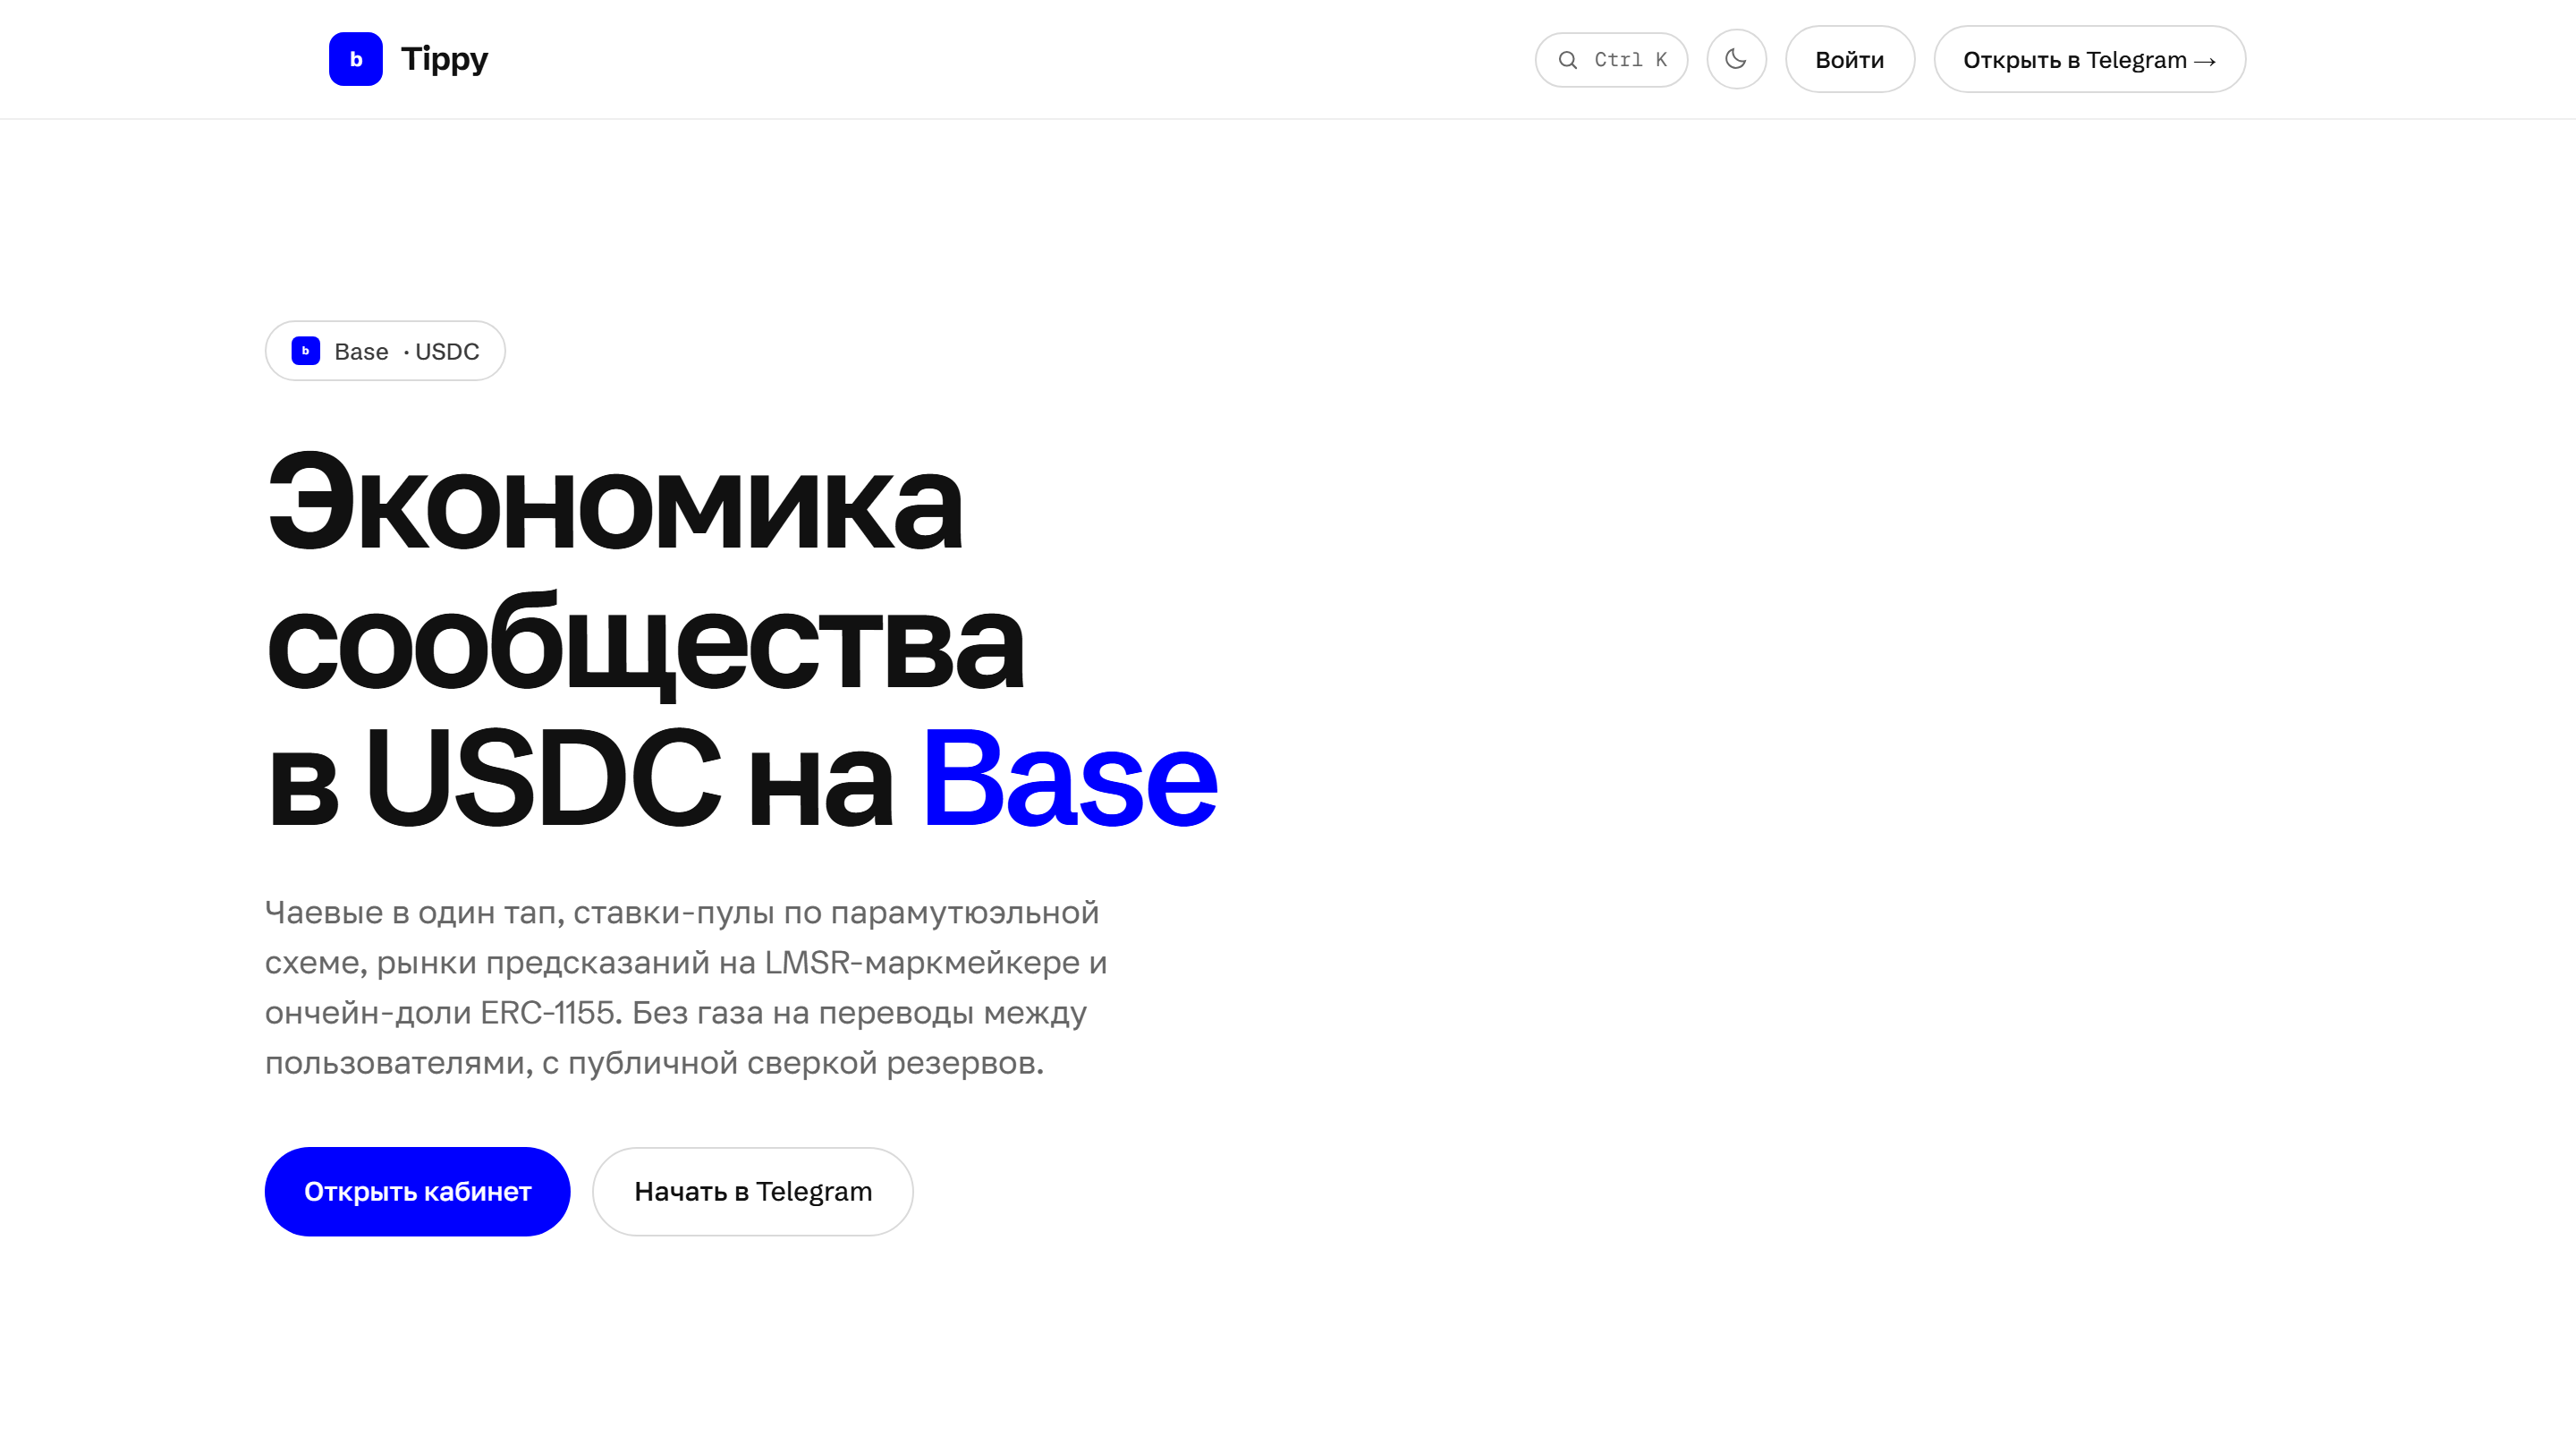 b Tippy
Ctrl K
Войти
Открыть в Telegram →
b Base · USDC
Экономика
сообщества
в USDC на Base
Чаевые в один тап, ставки-пулы по парамутюэльной
схеме, рынки предсказаний на LMSR-маркмейкере и
ончейн-доли ERC-1155. Без газа на переводы между
пользователями, с публичной сверкой резервов.
Открыть кабинет
Начать в Telegram